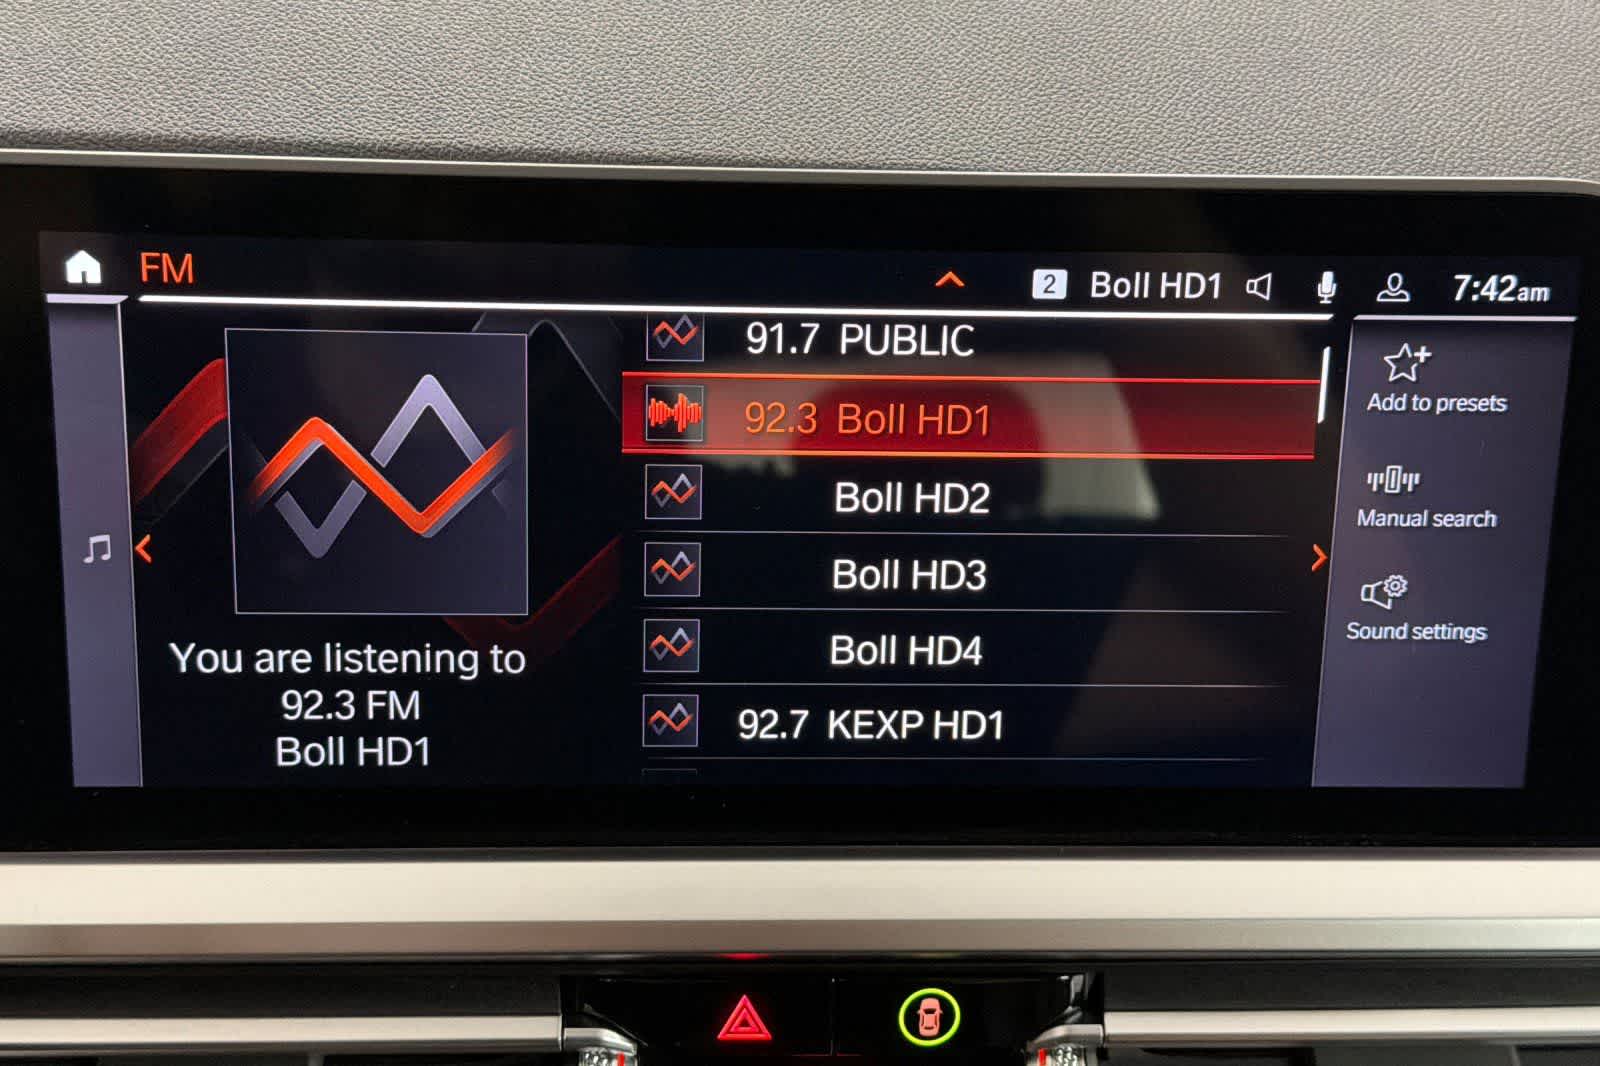 FM
2 Boll HD1 7:42am
91.7 PUBLIC
92.3 Boll HD1
Boll HD2
Boll HD3
Boll HD4
92.7 KEXP HD1
You are listening to
92.3 FM
Boll HD1
Add to presets
Manual search
Sound settings